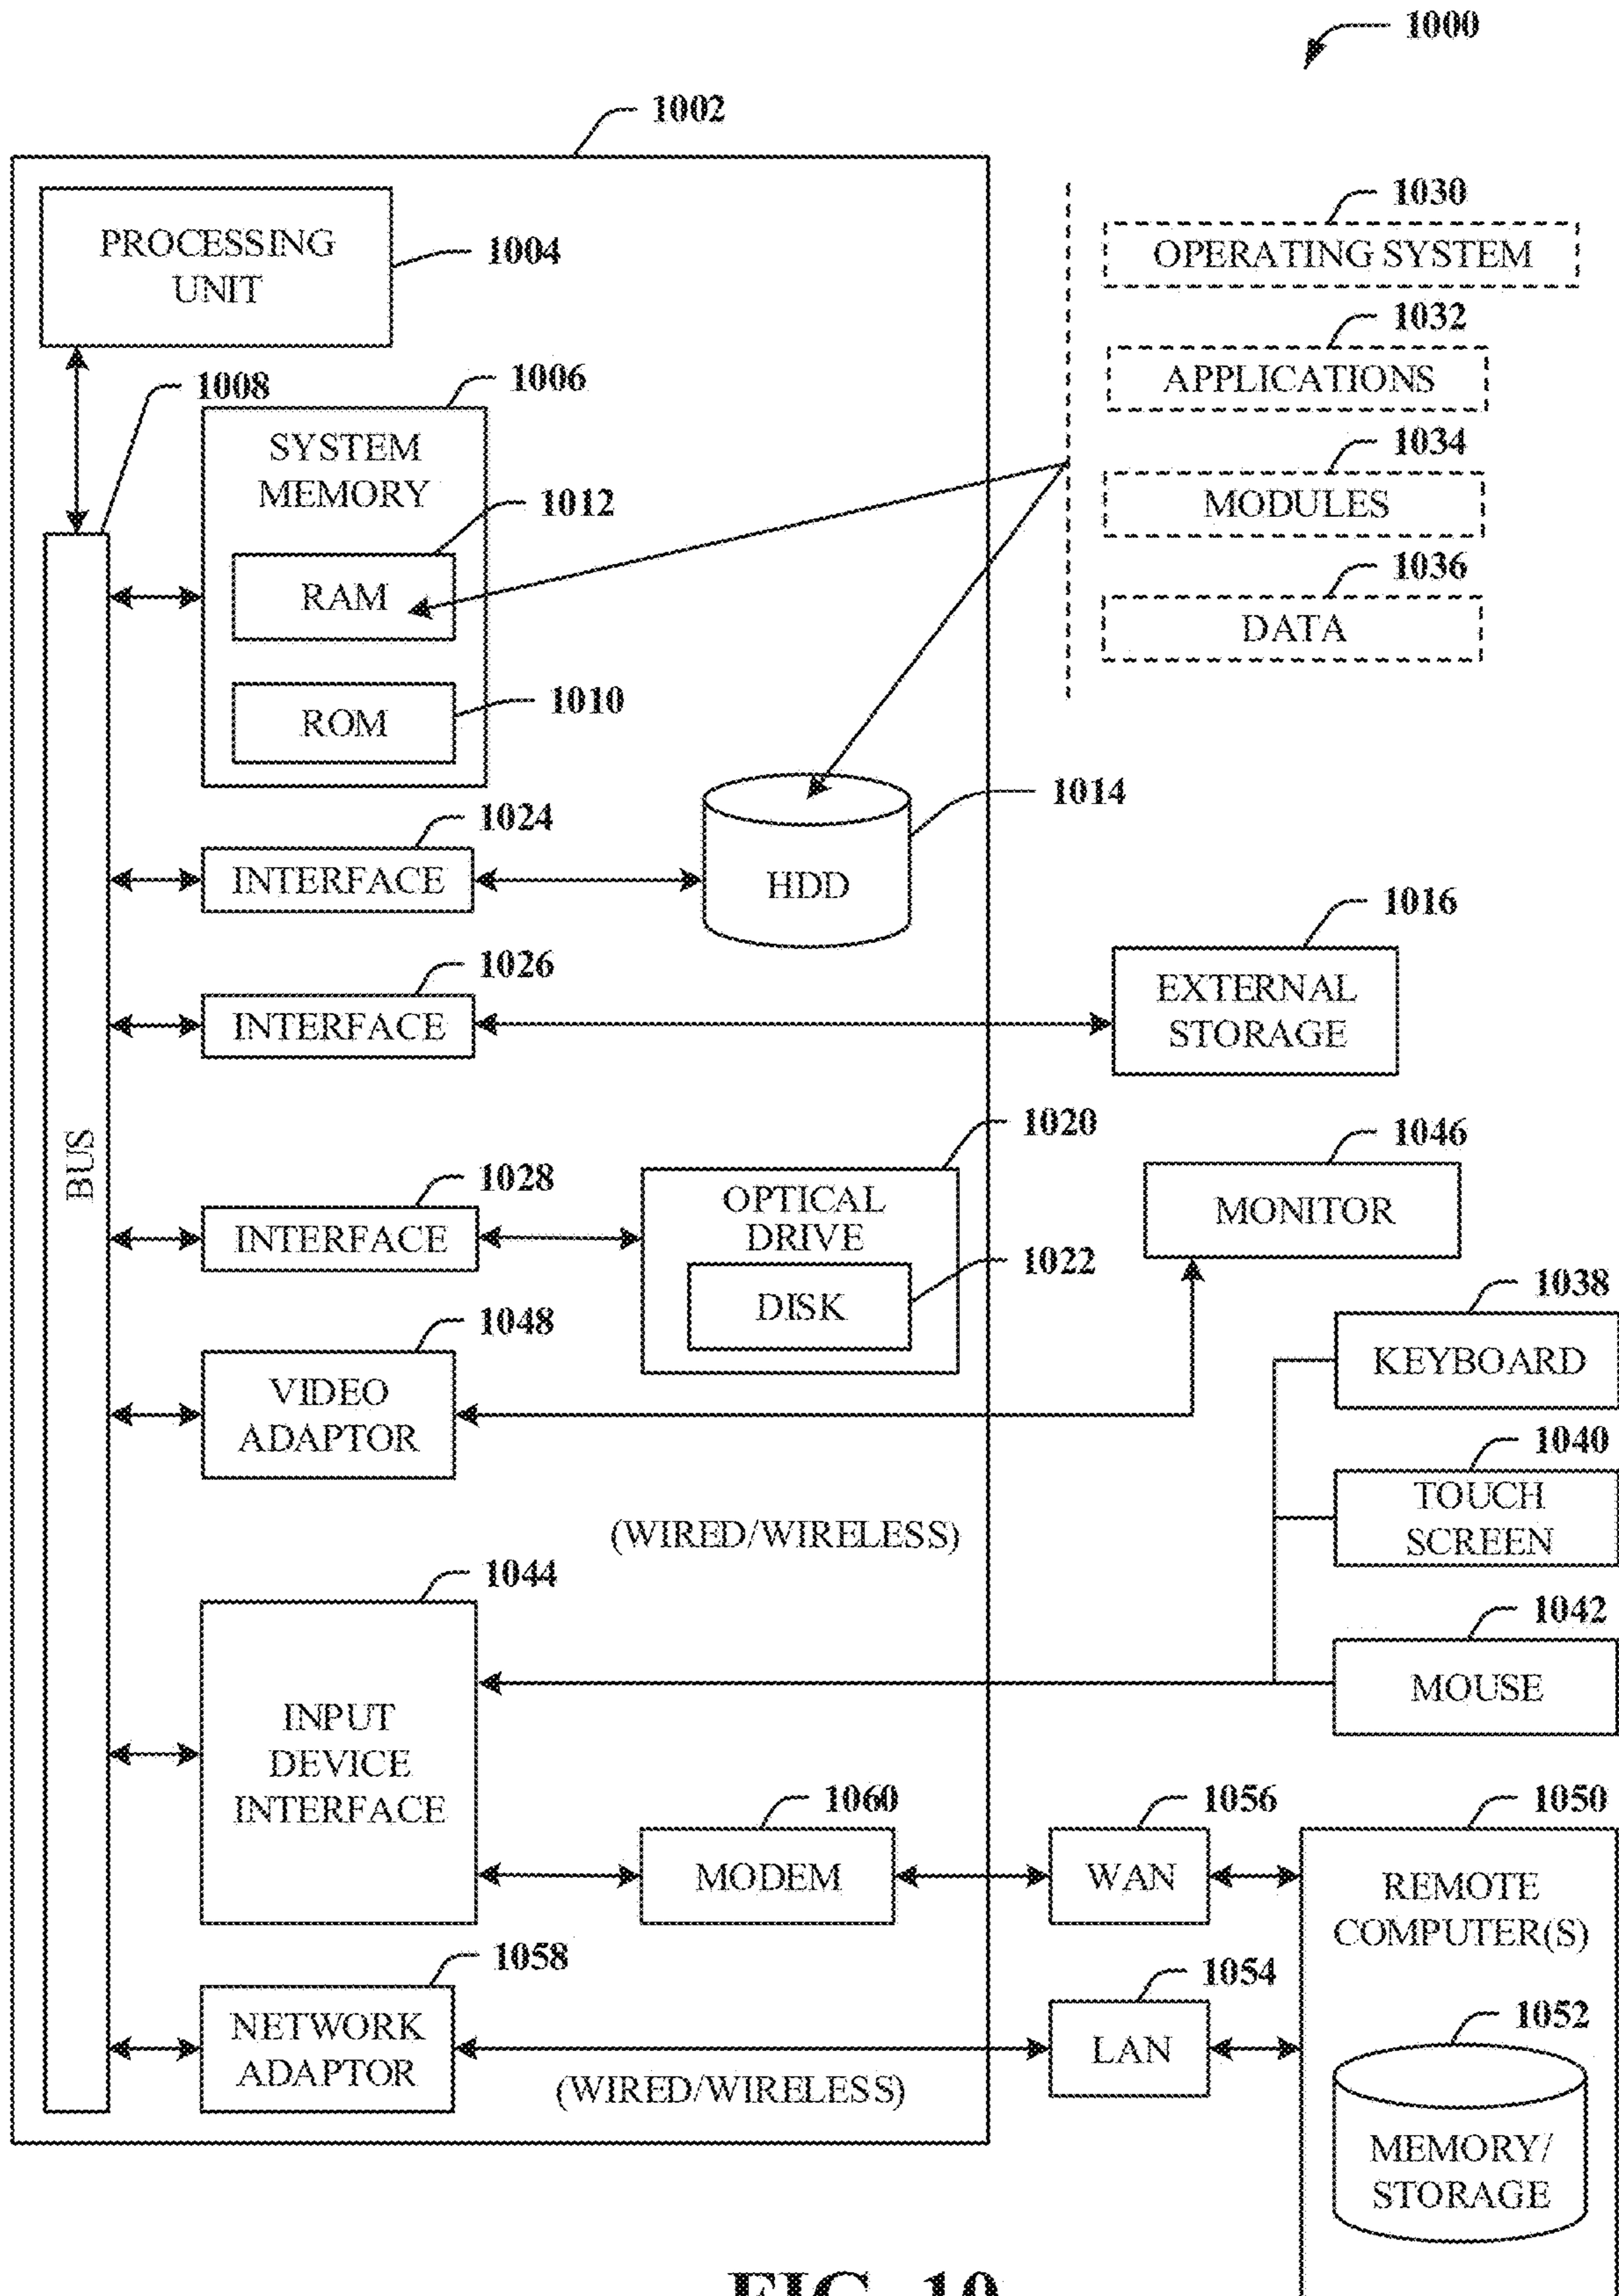 1000
1002
PROCESSING
UNIT
1004
1030
OPERATING SYSTEM
1032
APPLICATIONS
1034
MODULES
1036
DATA
1008
1006
SYSTEM
MEMORY
1012
RAM
1010
ROM
1024
INTERFACE
1014
HDD
1026
INTERFACE
1016
EXTERNAL
STORAGE
BUS
1028
INTERFACE
1020
OPTICAL
DRIVE
1022
DISK
1046
MONITOR
1048
VIDEO
ADAPTOR
1038
KEYBOARD
1040
TOUCH
SCREEN
(WIRED/WIRELESS)
1042
MOUSE
1044
INPUT
DEVICE
INTERFACE
1060
MODEM
1056
WAN
1050
REMOTE
COMPUTER(S)
1058
NETWORK
ADAPTOR
(WIRED/WIRELESS)
1054
LAN
1052
MEMORY/
STORAGE
FIG. 10